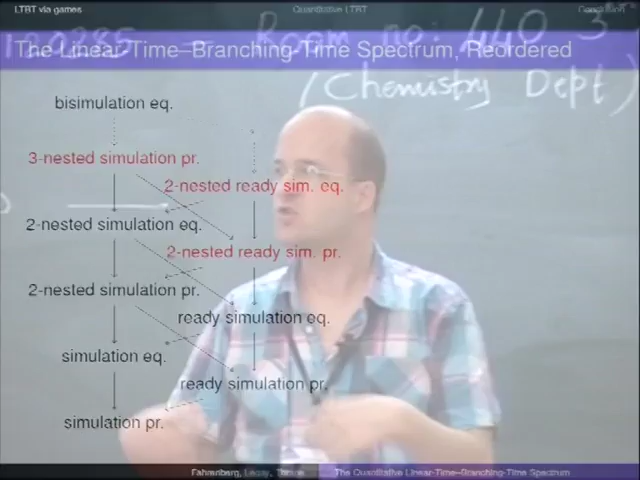 LTBT via games Quantitative LTBT Conclusion
Room no: 440 3
The Linear-Time–Branching-Time Spectrum, Reordered
(Chemistry Dept)
bisimulation eq.
3-nested simulation pr.
2-nested ready sim. eq.
2-nested simulation eq.
2-nested ready sim. pr.
2-nested simulation pr.
ready simulation eq.
simulation eq.
ready simulation pr.
simulation pr.
Fahrenberg, Legay, Thrane The Quantitative Linear-Time–Branching-Time Spectrum